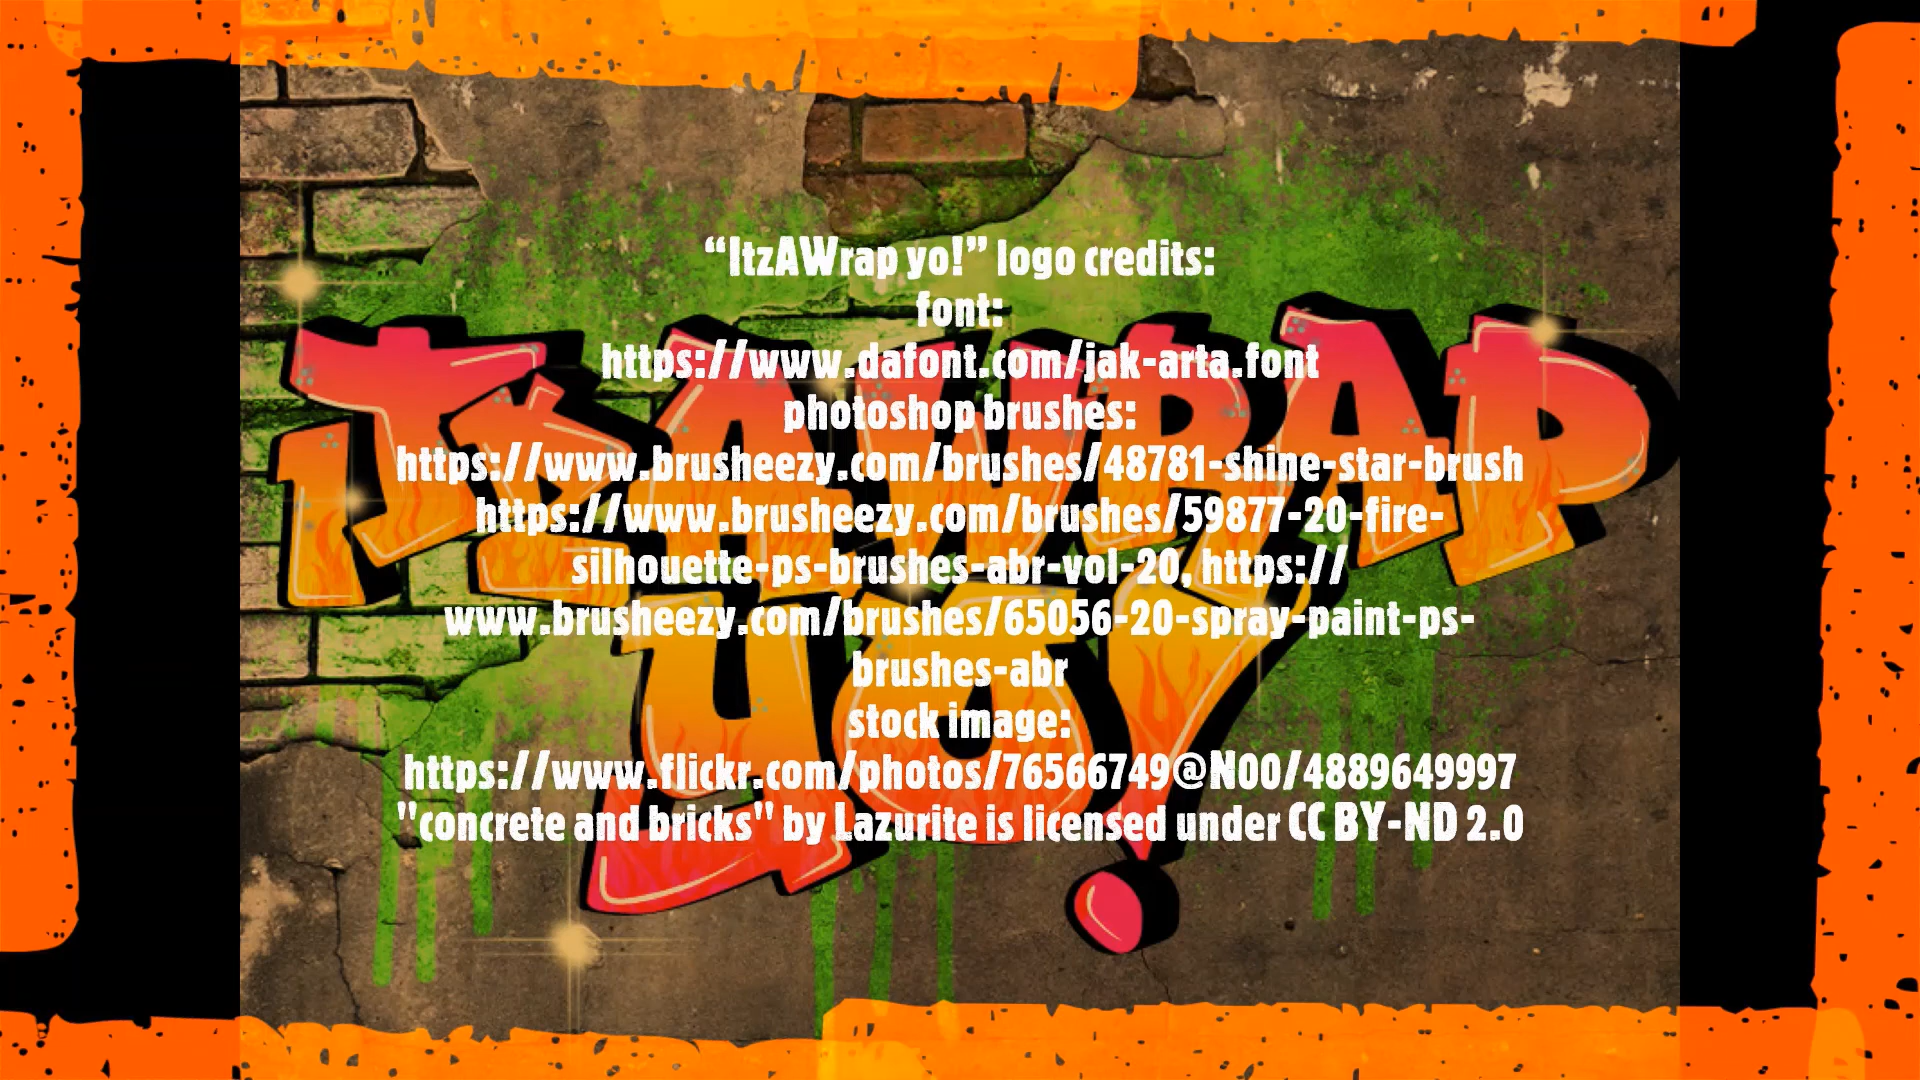 “ItzAWrap yo!” logo credits:
font:
https://www.dafont.com/jak-arta.font
photoshop brushes:
https://www.brusheezy.com/brushes/48781-shine-star-brush
https://www.brusheezy.com/brushes/59877-20-fire-
silhouette-ps-brushes-abr-vol-20, https://
www.brusheezy.com/brushes/65056-20-spray-paint-ps-
brushes-abr
stock image:
https://www.flickr.com/photos/76566749@N00/4889649997
"concrete and bricks" by Lazurite is licensed under CC BY-ND 2.0
ITZAWRAP
YO!